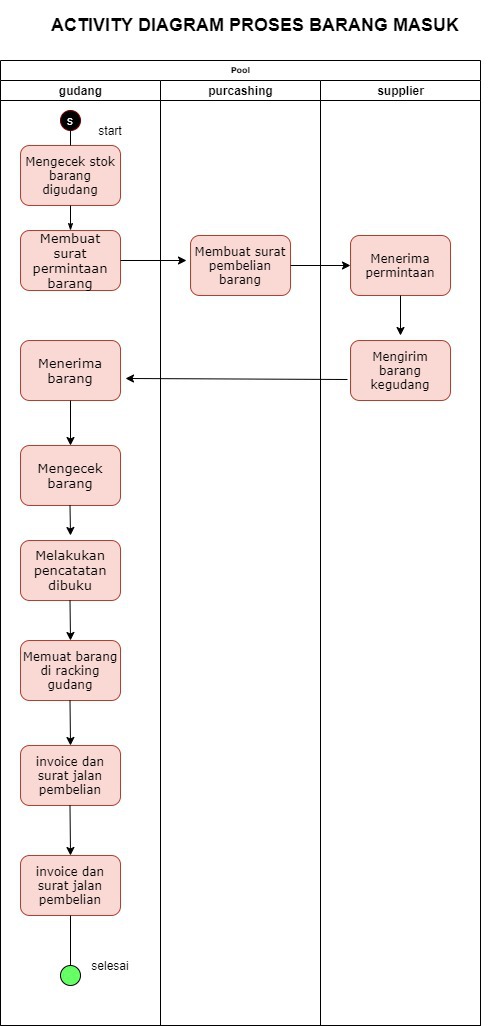 ACTIVITY DIAGRAM PROSES BARANG MASUK
Pool
gudang
purcashing
supplier
s
start
Mengecek stok
barang
digudang
Membuat
surat
permintaan
barang
Membuat surat
pembelian
barang
Menerima
permintaan
Mengirim
barang
kegudang
Menerima
barang
Mengecek
barang
Melakukan
pencatatan
dibuku
Memuat barang
di racking
gudang
invoice dan
surat jalan
pembelian
invoice dan
surat jalan
pembelian
selesai